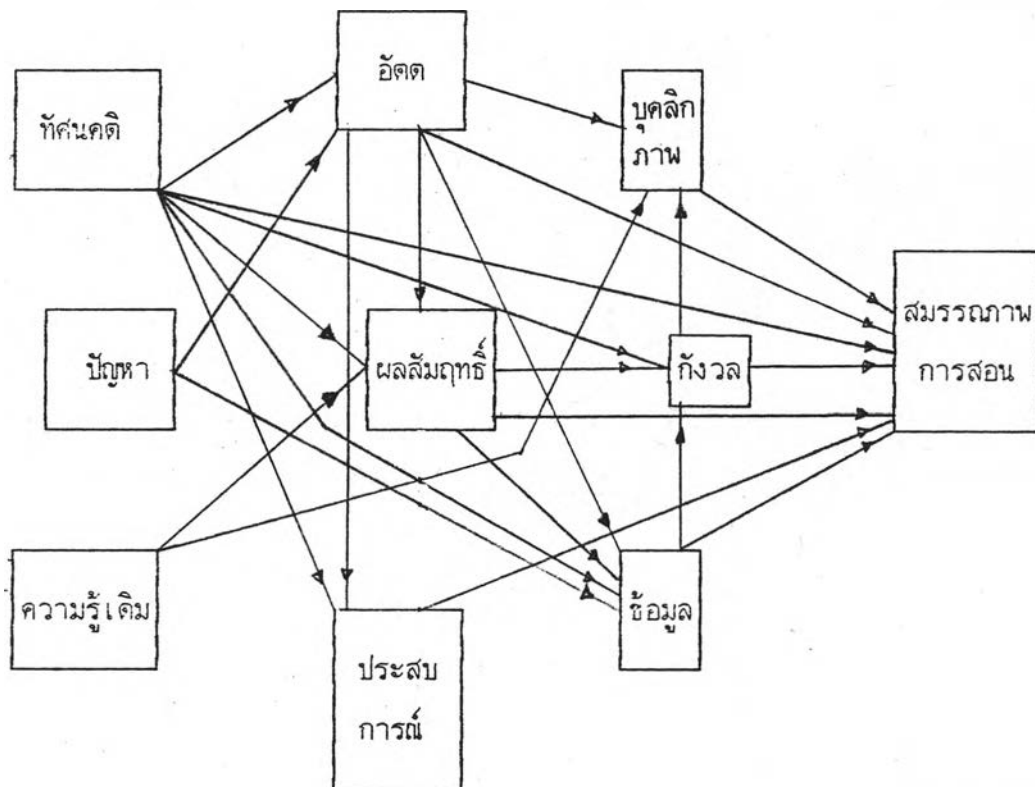 อัตต
ทัศนคติ
บุคลิก
ภาพ
สมรรถภาพ
การสอน
ปัญหา
ผลสัมฤทธิ์
กังวล
ความรู้เดิม
ข้อมูล
ประสบ
การณ์